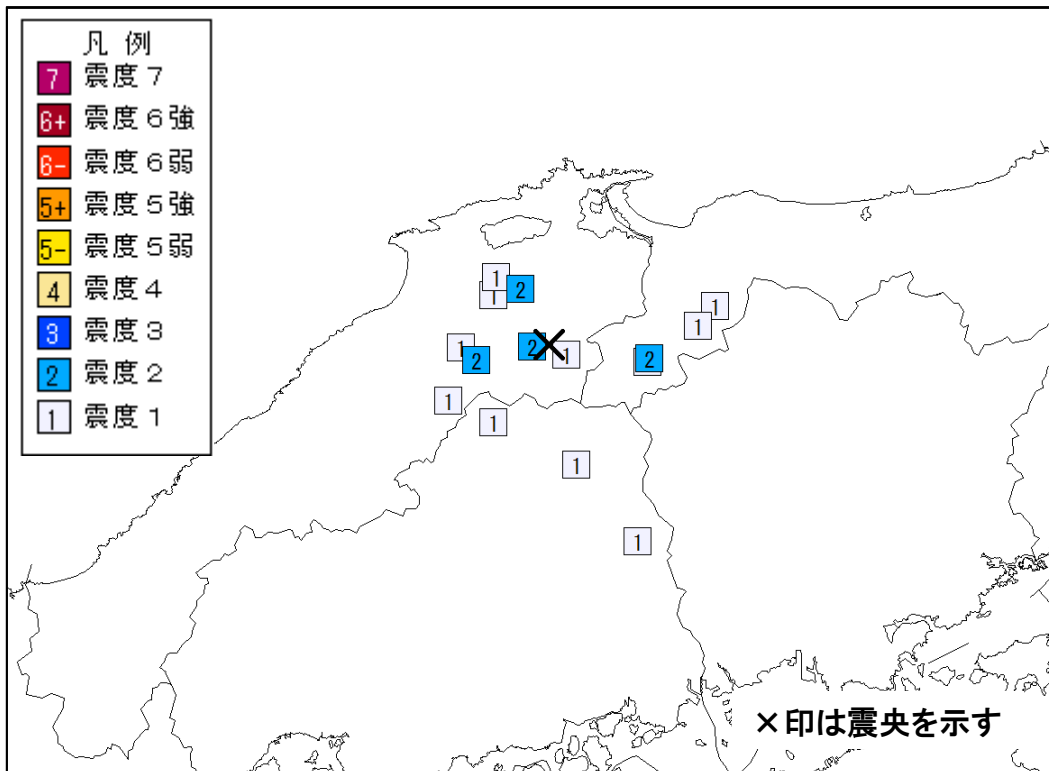 凡 例
7 震度７
6+ 震度６強
6- 震度６弱
5+ 震度５強
5- 震度５弱
4 震度４
3 震度３
2 震度２
1 震度１
1
1 2
1
1
1 2 1
1 2 2
1
1
1
1
×印は震央を示す